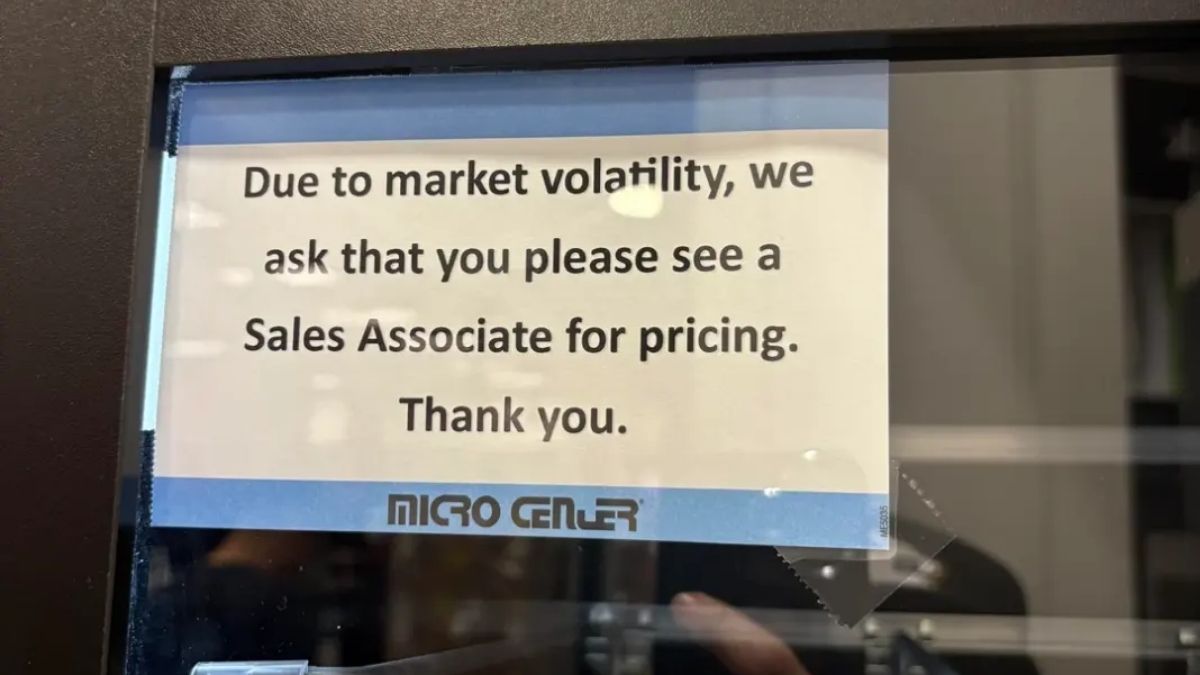 Due to market volatility, we
ask that you please see a
Sales Associate for pricing.
Thank you.
MICRO CENTER